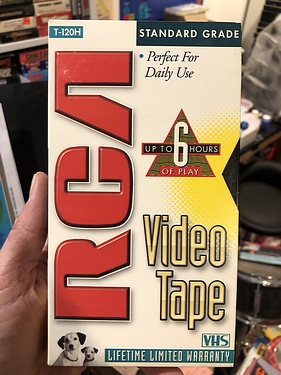 T-120H
STANDARD GRADE
• Perfect For
Daily Use
RCA
UP TO 6 HOURS
OF PLAY
Video
Tape
VHS
LIFETIME LIMITED WARRANTY